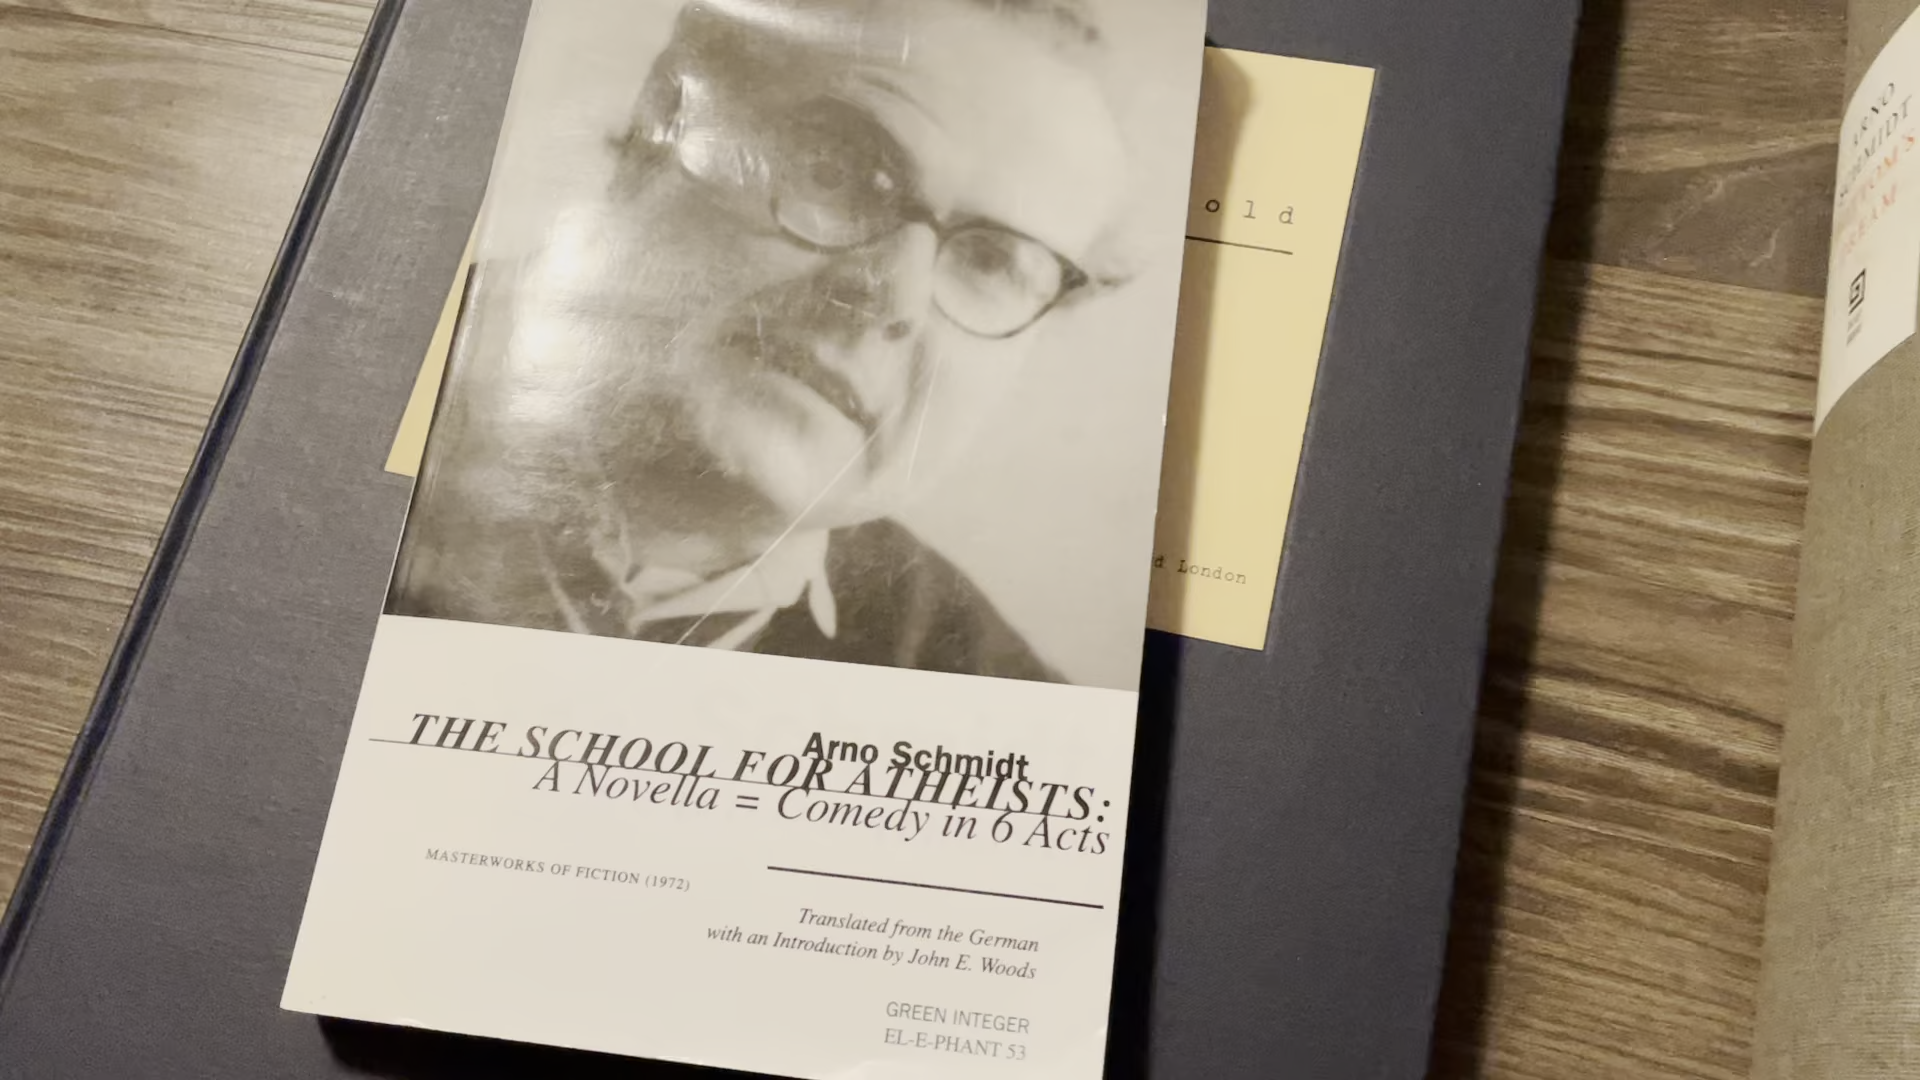 Arno Schmidt
THE SCHOOL FOR ATHEISTS:
A Novella = Comedy in 6 Acts
MASTERWORKS OF FICTION (1972)
Translated from the German
with an Introduction by John E. Woods
GREEN INTEGER
EL-E-PHANT 53
old
d London
ARNO
SCHMIDT